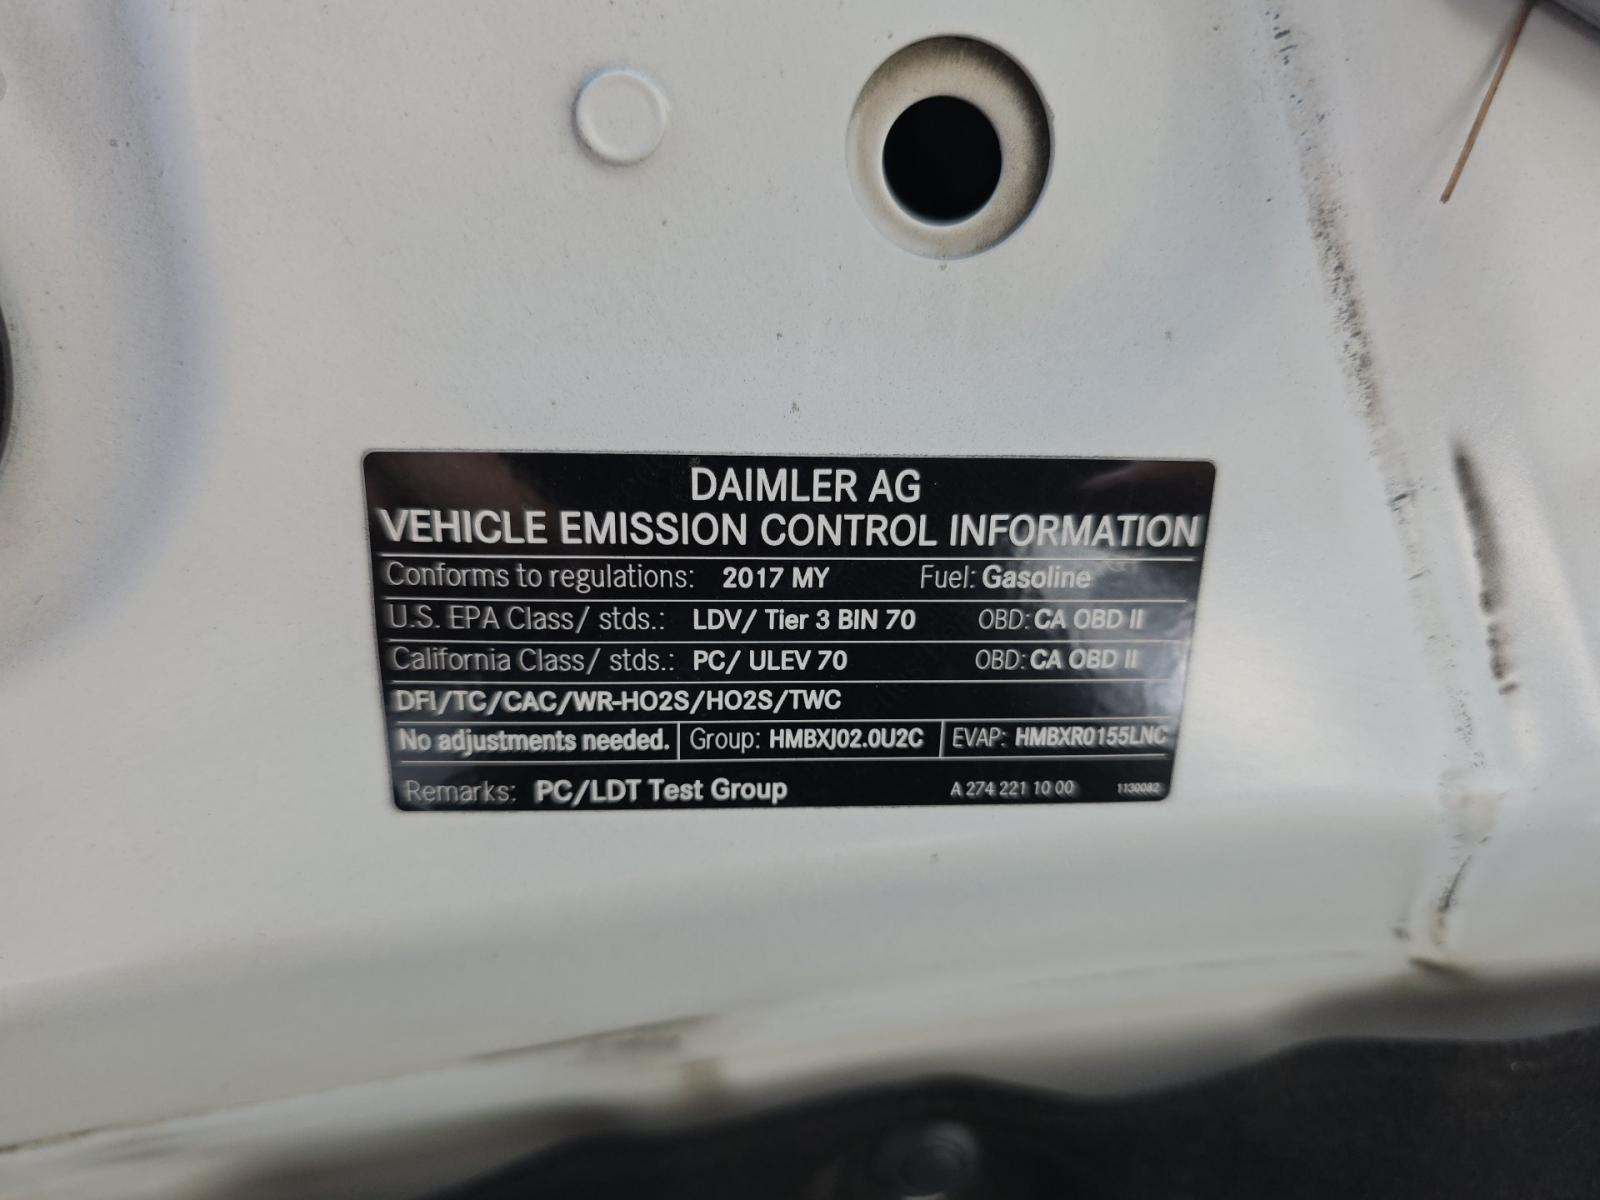 DAIMLER AG
VEHICLE EMISSION CONTROL INFORMATION
Conforms to regulations: 2017 MY Fuel: Gasoline
U.S. EPA Class/ stds.: LDV/ Tier 3 BIN 70 OBD: CA OBD II
California Class/ stds.: PC/ ULEV 70 OBD: CA OBD II
DFI/TC/CAC/WR-HO2S/HO2S/TWC
No adjustments needed. Group: HMBXJ02.0U2C EVAP: HMBXR0155LNC
Remarks: PC/LDT Test Group A 274 221 10 00 1130082